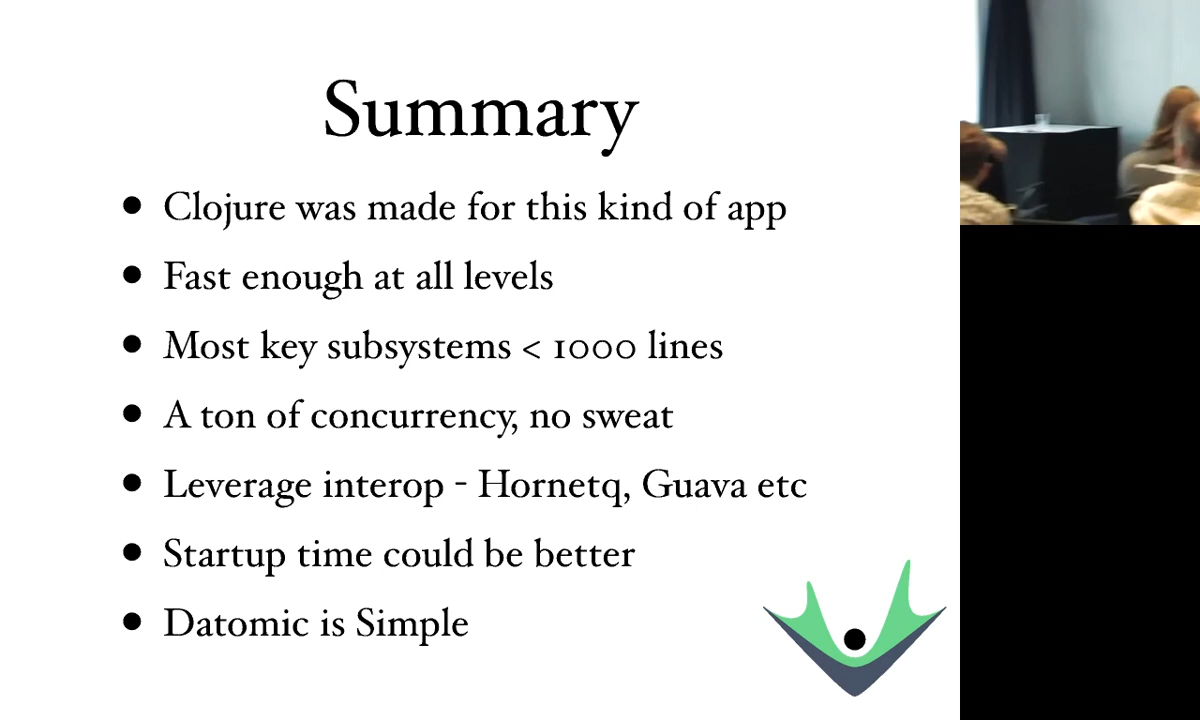 Summary
• Clojure was made for this kind of app
• Fast enough at all levels
• Most key subsystems < 1000 lines
• A ton of concurrency, no sweat
• Leverage interop - Hornetq, Guava etc
• Startup time could be better
• Datomic is Simple